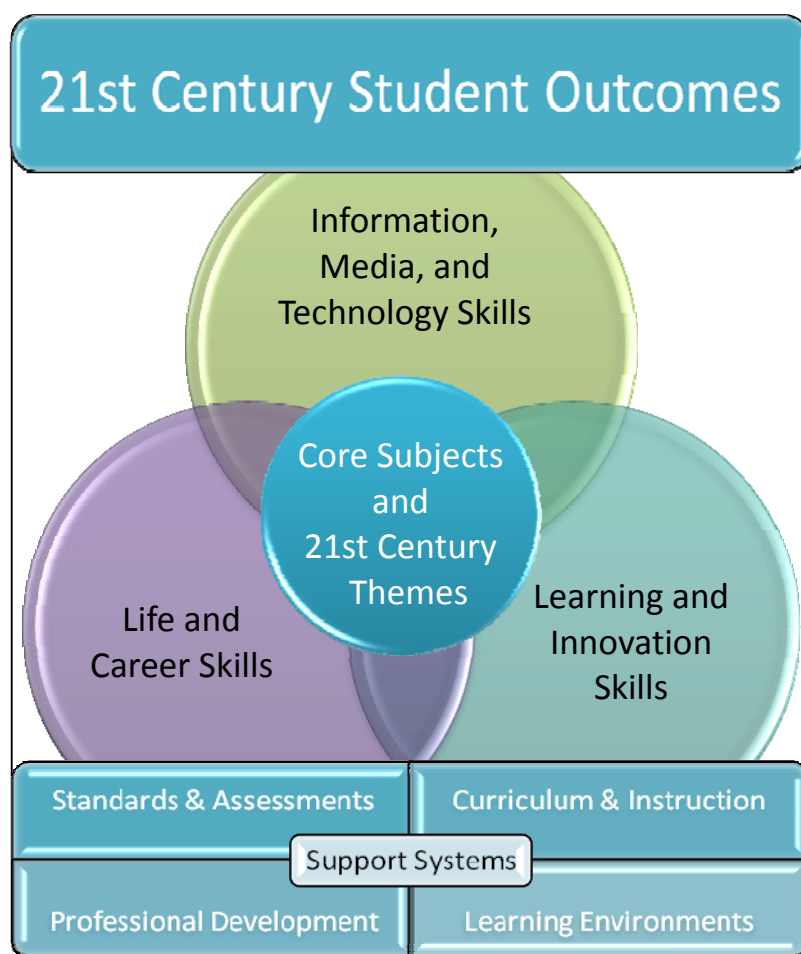 21st Century Student Outcomes
Information,
Media, and
Technology Skills
Core Subjects
and
21st Century
Themes
Life and
Career Skills
Learning and
Innovation
Skills
Standards & Assessments
Curriculum & Instruction
Support Systems
Professional Development
Learning Environments